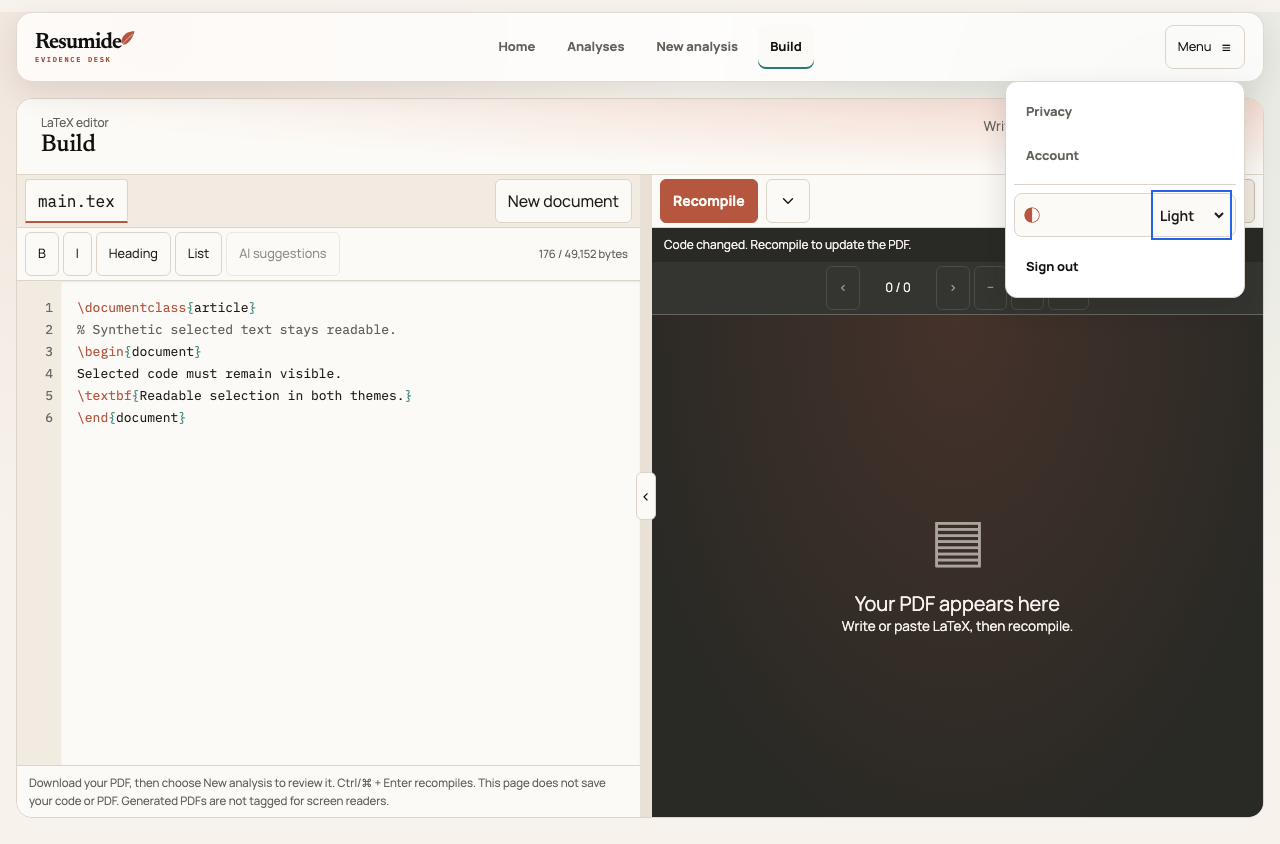 Resumide
EVIDENCE DESK
Home
Analyses
New analysis
Build
Menu ≡
Privacy
Account
Light
Sign out
LaTeX editor
Build
main.tex
New document
Recompile
B
I
Heading
List
AI suggestions
176 / 49,152 bytes
Code changed. Recompile to update the PDF.
‹
0 / 0
›
−
1
\documentclass{article}
2
% Synthetic selected text stays readable.
3
\begin{document}
4
Selected code must remain visible.
5
\textbf{Readable selection in both themes.}
6
\end{document}
‹
Your PDF appears here
Write or paste LaTeX, then recompile.
Download your PDF, then choose New analysis to review it. Ctrl/⌘ + Enter recompiles. This page does not save
your code or PDF. Generated PDFs are not tagged for screen readers.